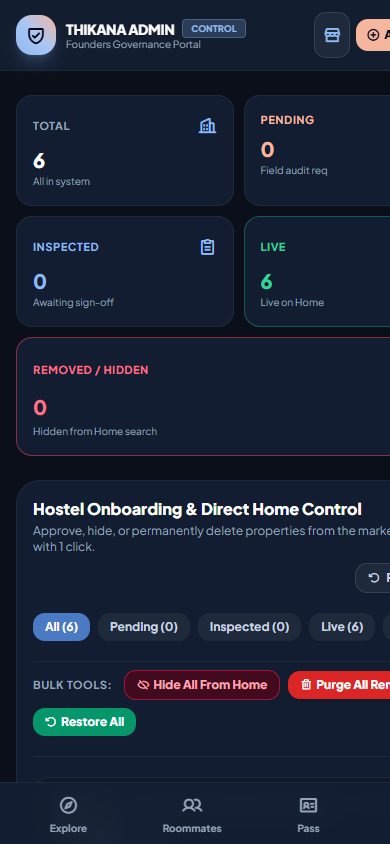 THIKANA ADMIN CONTROL
Founders Governance Portal
TOTAL
6
All in system
PENDING
0
Field audit req
INSPECTED
0
Awaiting sign-off
LIVE
6
Live on Home
REMOVED / HIDDEN
0
Hidden from Home search
Hostel Onboarding & Direct Home Control
Approve, hide, or permanently delete properties from the marke
with 1 click.
All (6) Pending (0) Inspected (0) Live (6)
BULK TOOLS: Hide All From Home Purge All Rem
Restore All
Explore Roommates Pass